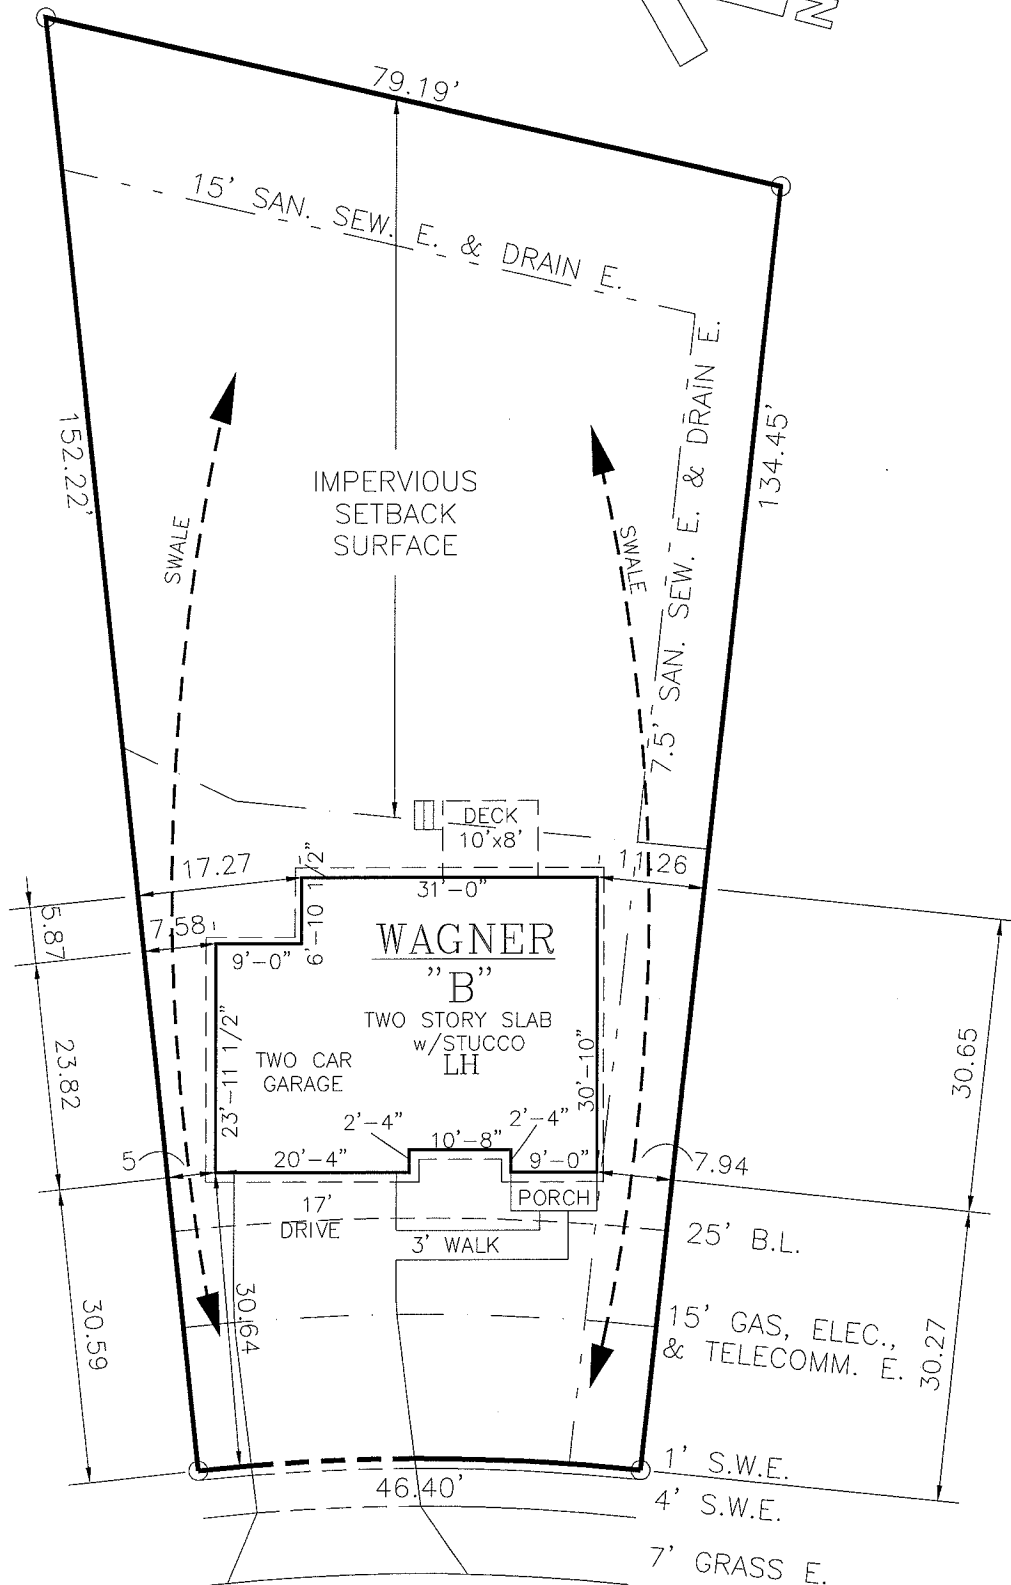 N
79.19'
15' SAN. SEW. E. & DRAIN E.
152.22'
134.45'
7.5' SAN. SEW. E. & DRAIN E.
IMPERVIOUS
SETBACK
SURFACE
SWALE
SWALE
DECK
10'x8'
17.27
11.26
31'-0"
6'-10 1/2"
7.58
9'-0"
5.87
WAGNER
"B"
TWO STORY SLAB
w/STUCCO
LH
TWO CAR
GARAGE
23'-11 1/2"
30'-10"
23.82
30.65
2'-4"
10'-8"
2'-4"
5
20'-4"
9'-0"
7.94
17'
DRIVE
PORCH
3' WALK
25' B.L.
30.64
30.59
15' GAS, ELEC.,
& TELECOMM. E.
30.27
46.40'
1' S.W.E.
4' S.W.E.
7' GRASS E.